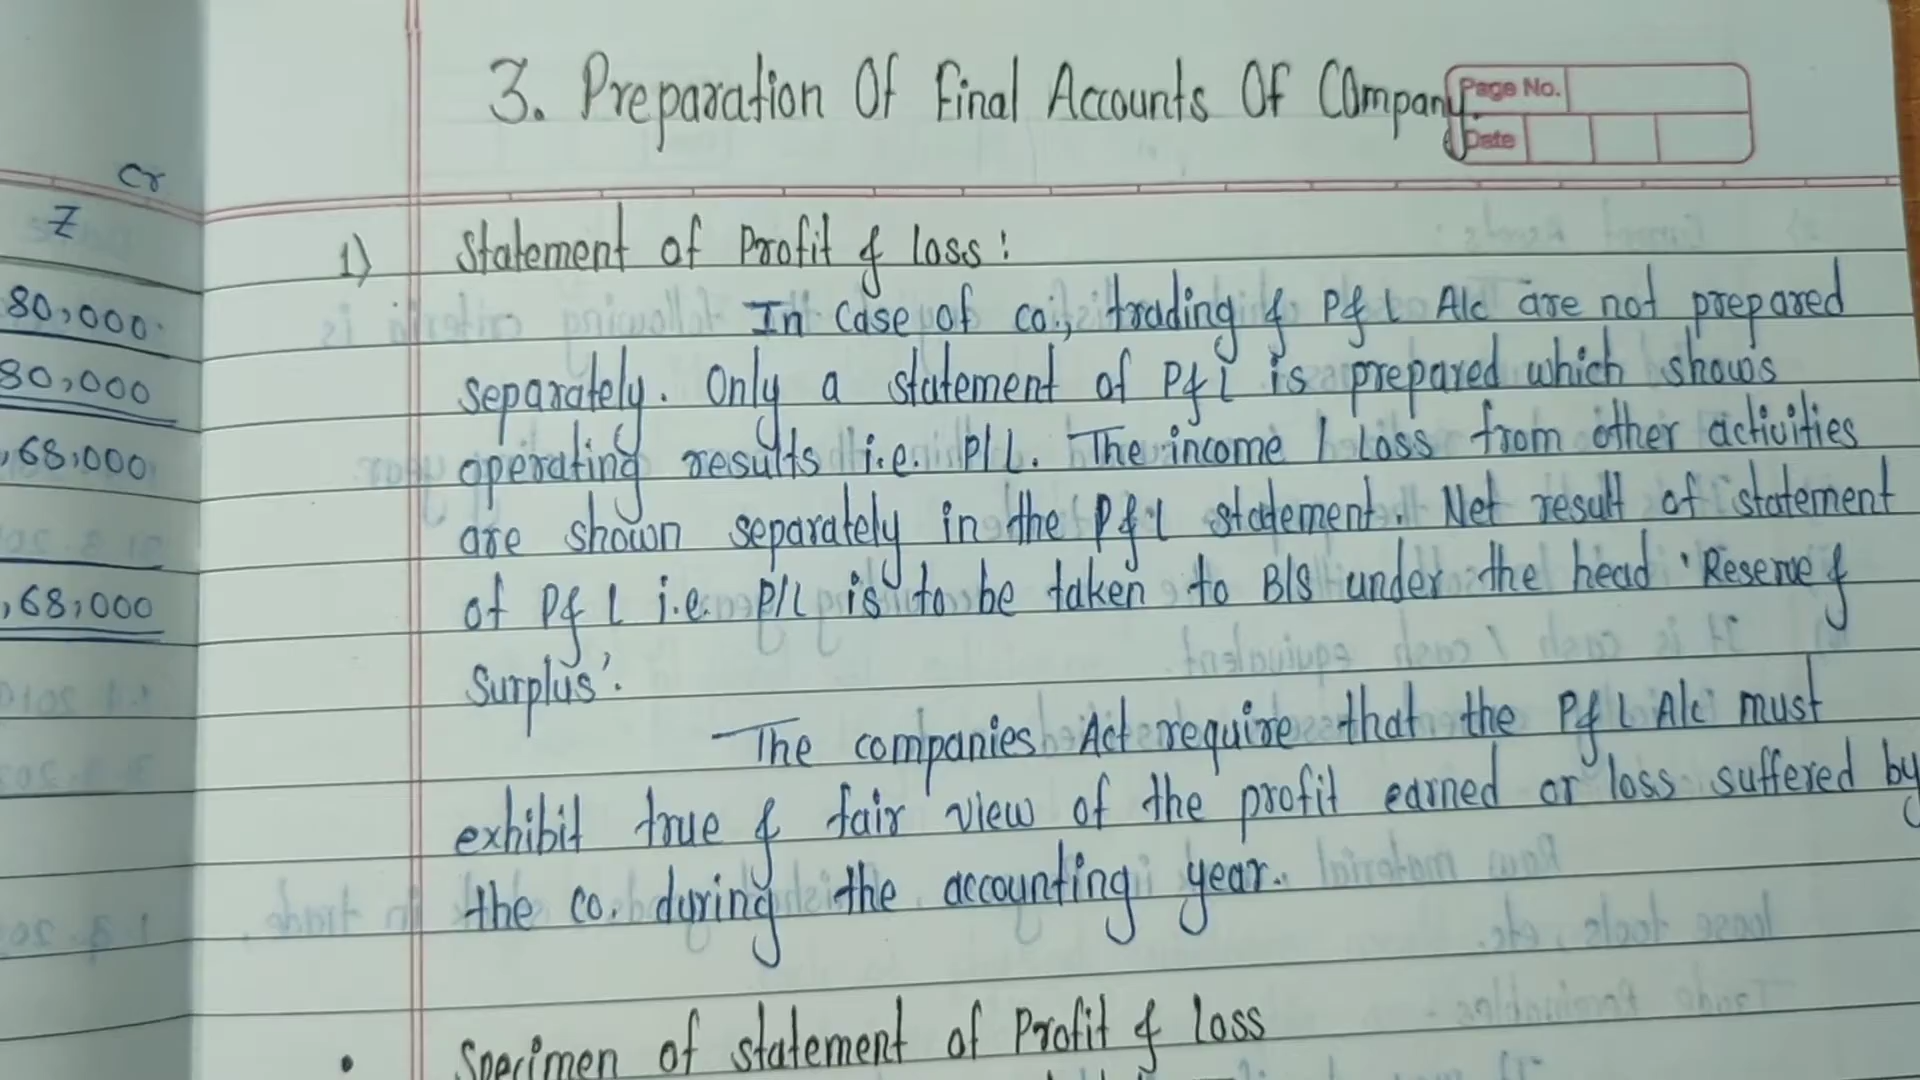 3. Preparation Of Final Accounts Of Company.
Page No.
Date
Cr
80,000
80,000
,68,000
,68,000
1) Statement of Profit & loss :
In case of co., trading & P & L A/c are not prepared
separately. Only a statement of P & L is prepared which shows
operating results i.e. P/L. The income / Loss from other activities
are shown separately in the P & L statement. Net result of statement
of P & L i.e. P/L is to be taken to B/S under the head 'Reserve &
Surplus'.
The companies Act require that the P & L A/c must
exhibit true & fair view of the profit earned or loss suffered by
the co. during the accounting year.
• Specimen of statement of Profit & loss